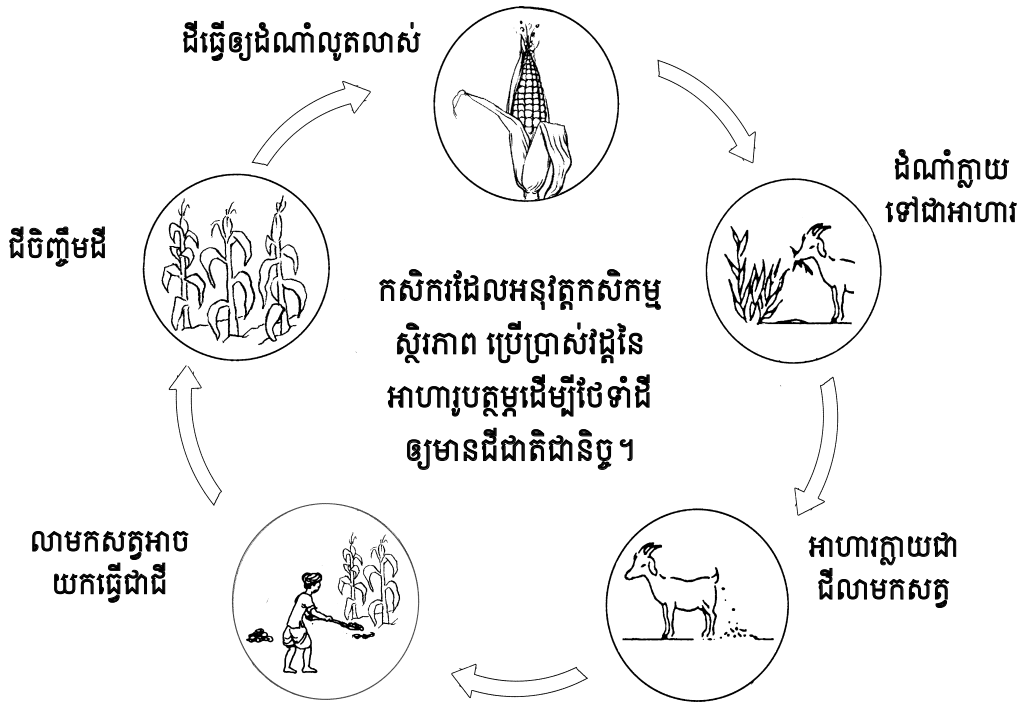 ដីធ្វើឲ្យដំណាំលូតលាស់
ដំណាំក្លាយ
ទៅជាអាហារ
ជីចិញ្ចឹមដី
កសិករដែលអនុវត្តកសិកម្ម
ស្ថិរភាព ប្រើប្រាស់វដ្តនៃ
អាហារូបត្ថម្ភដើម្បីថែទាំដី
ឲ្យមានជីជាតិជានិច្ច។
លាមកសត្វអាច
យកធ្វើជាជី
អាហារក្លាយជា
ជីលាមកសត្វ